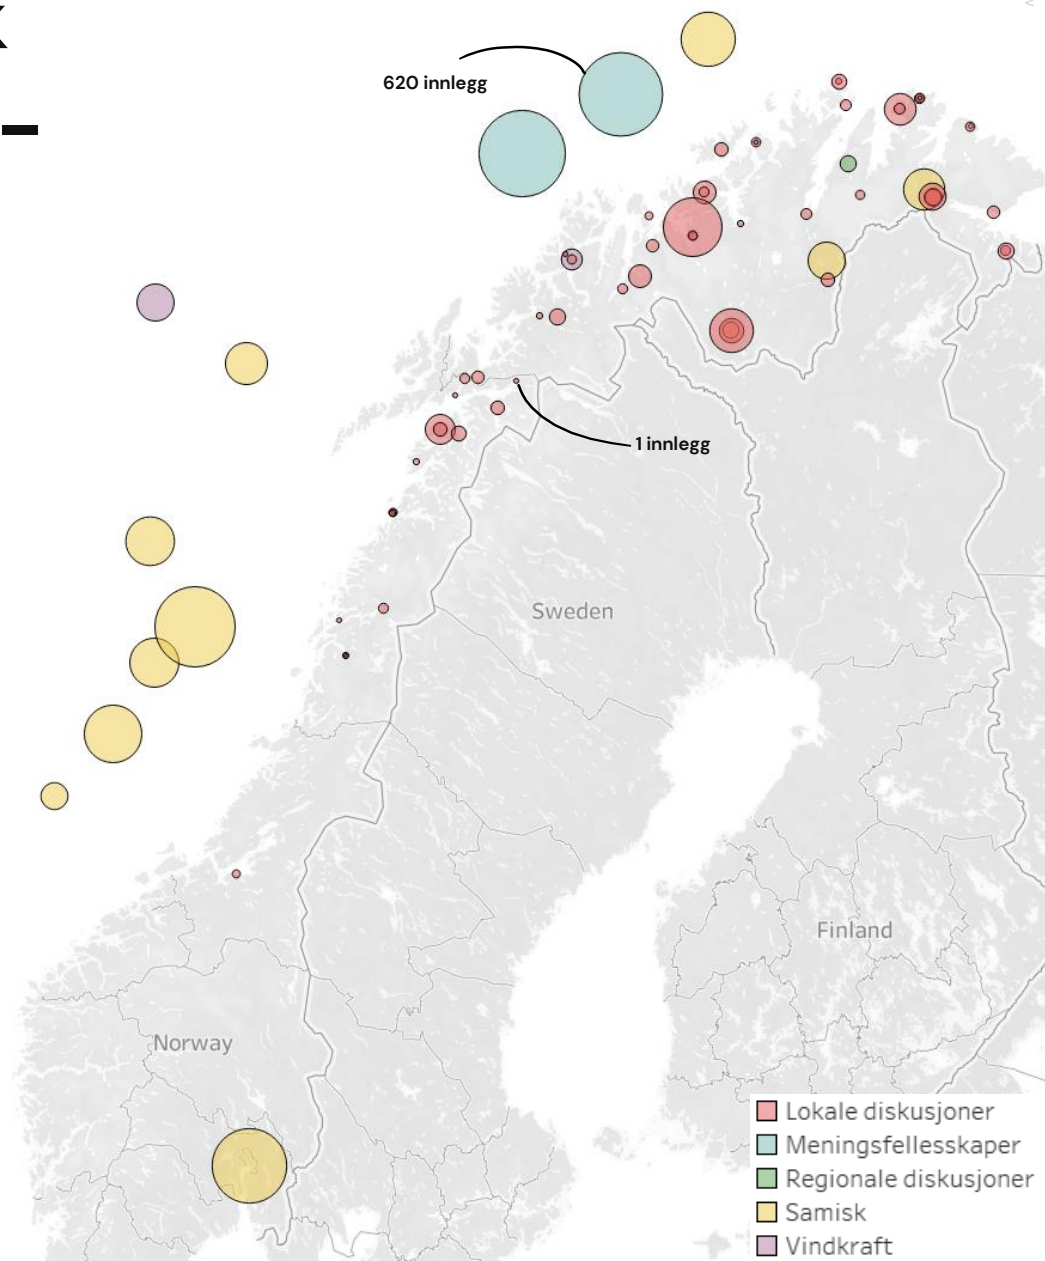 620 innlegg
1 innlegg
Sweden
Finland
Norway
Lokale diskusjoner
Meningsfellesskaper
Regionale diskusjoner
Samisk
Vindkraft